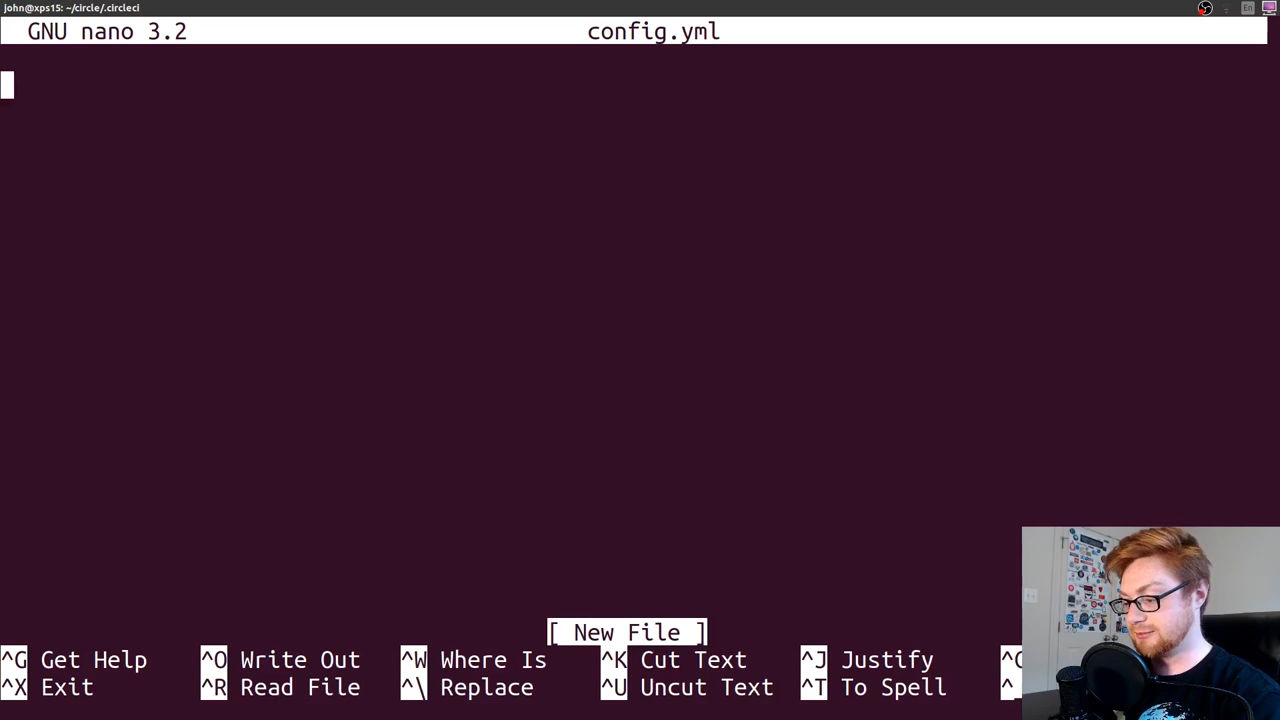 john@xps15: ~/circle/.circleci
En
GNU nano 3.2 config.yml
[ New File ]
^G Get Help ^O Write Out ^W Where Is ^K Cut Text ^J Justify ^C
^X Exit ^R Read File ^\ Replace ^U Uncut Text ^T To Spell ^